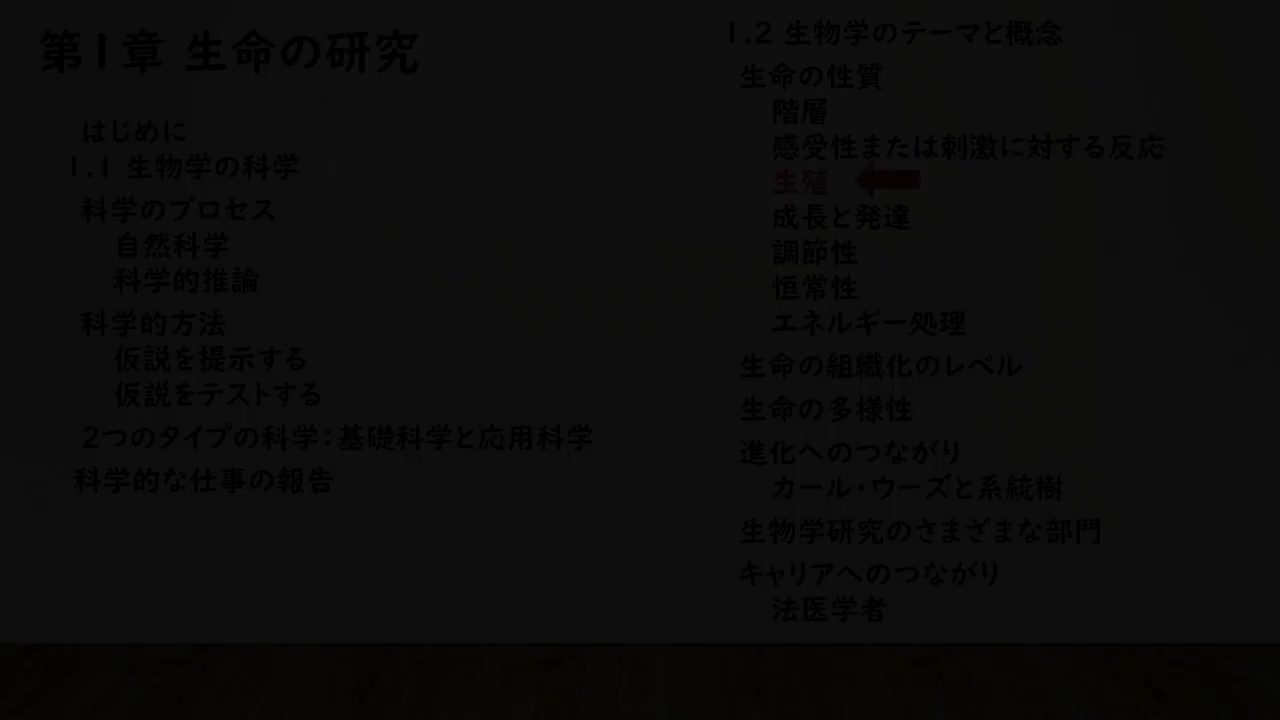 第1章 生命の研究
はじめに
1.1 生物学の科学
科学のプロセス
自然科学
科学的推論
科学的方法
仮説を提示する
仮説をテストする
2つのタイプの科学：基礎科学と応用科学
科学的な仕事の報告
1.2 生物学のテーマと概念
生命の性質
階層
感受性または刺激に対する反応
生殖
成長と発達
調節性
恒常性
エネルギー処理
生命の組織化のレベル
生命の多様性
進化へのつながり
カール・ウーズと系統樹
生物学研究のさまざまな部門
キャリアへのつながり
法医学者